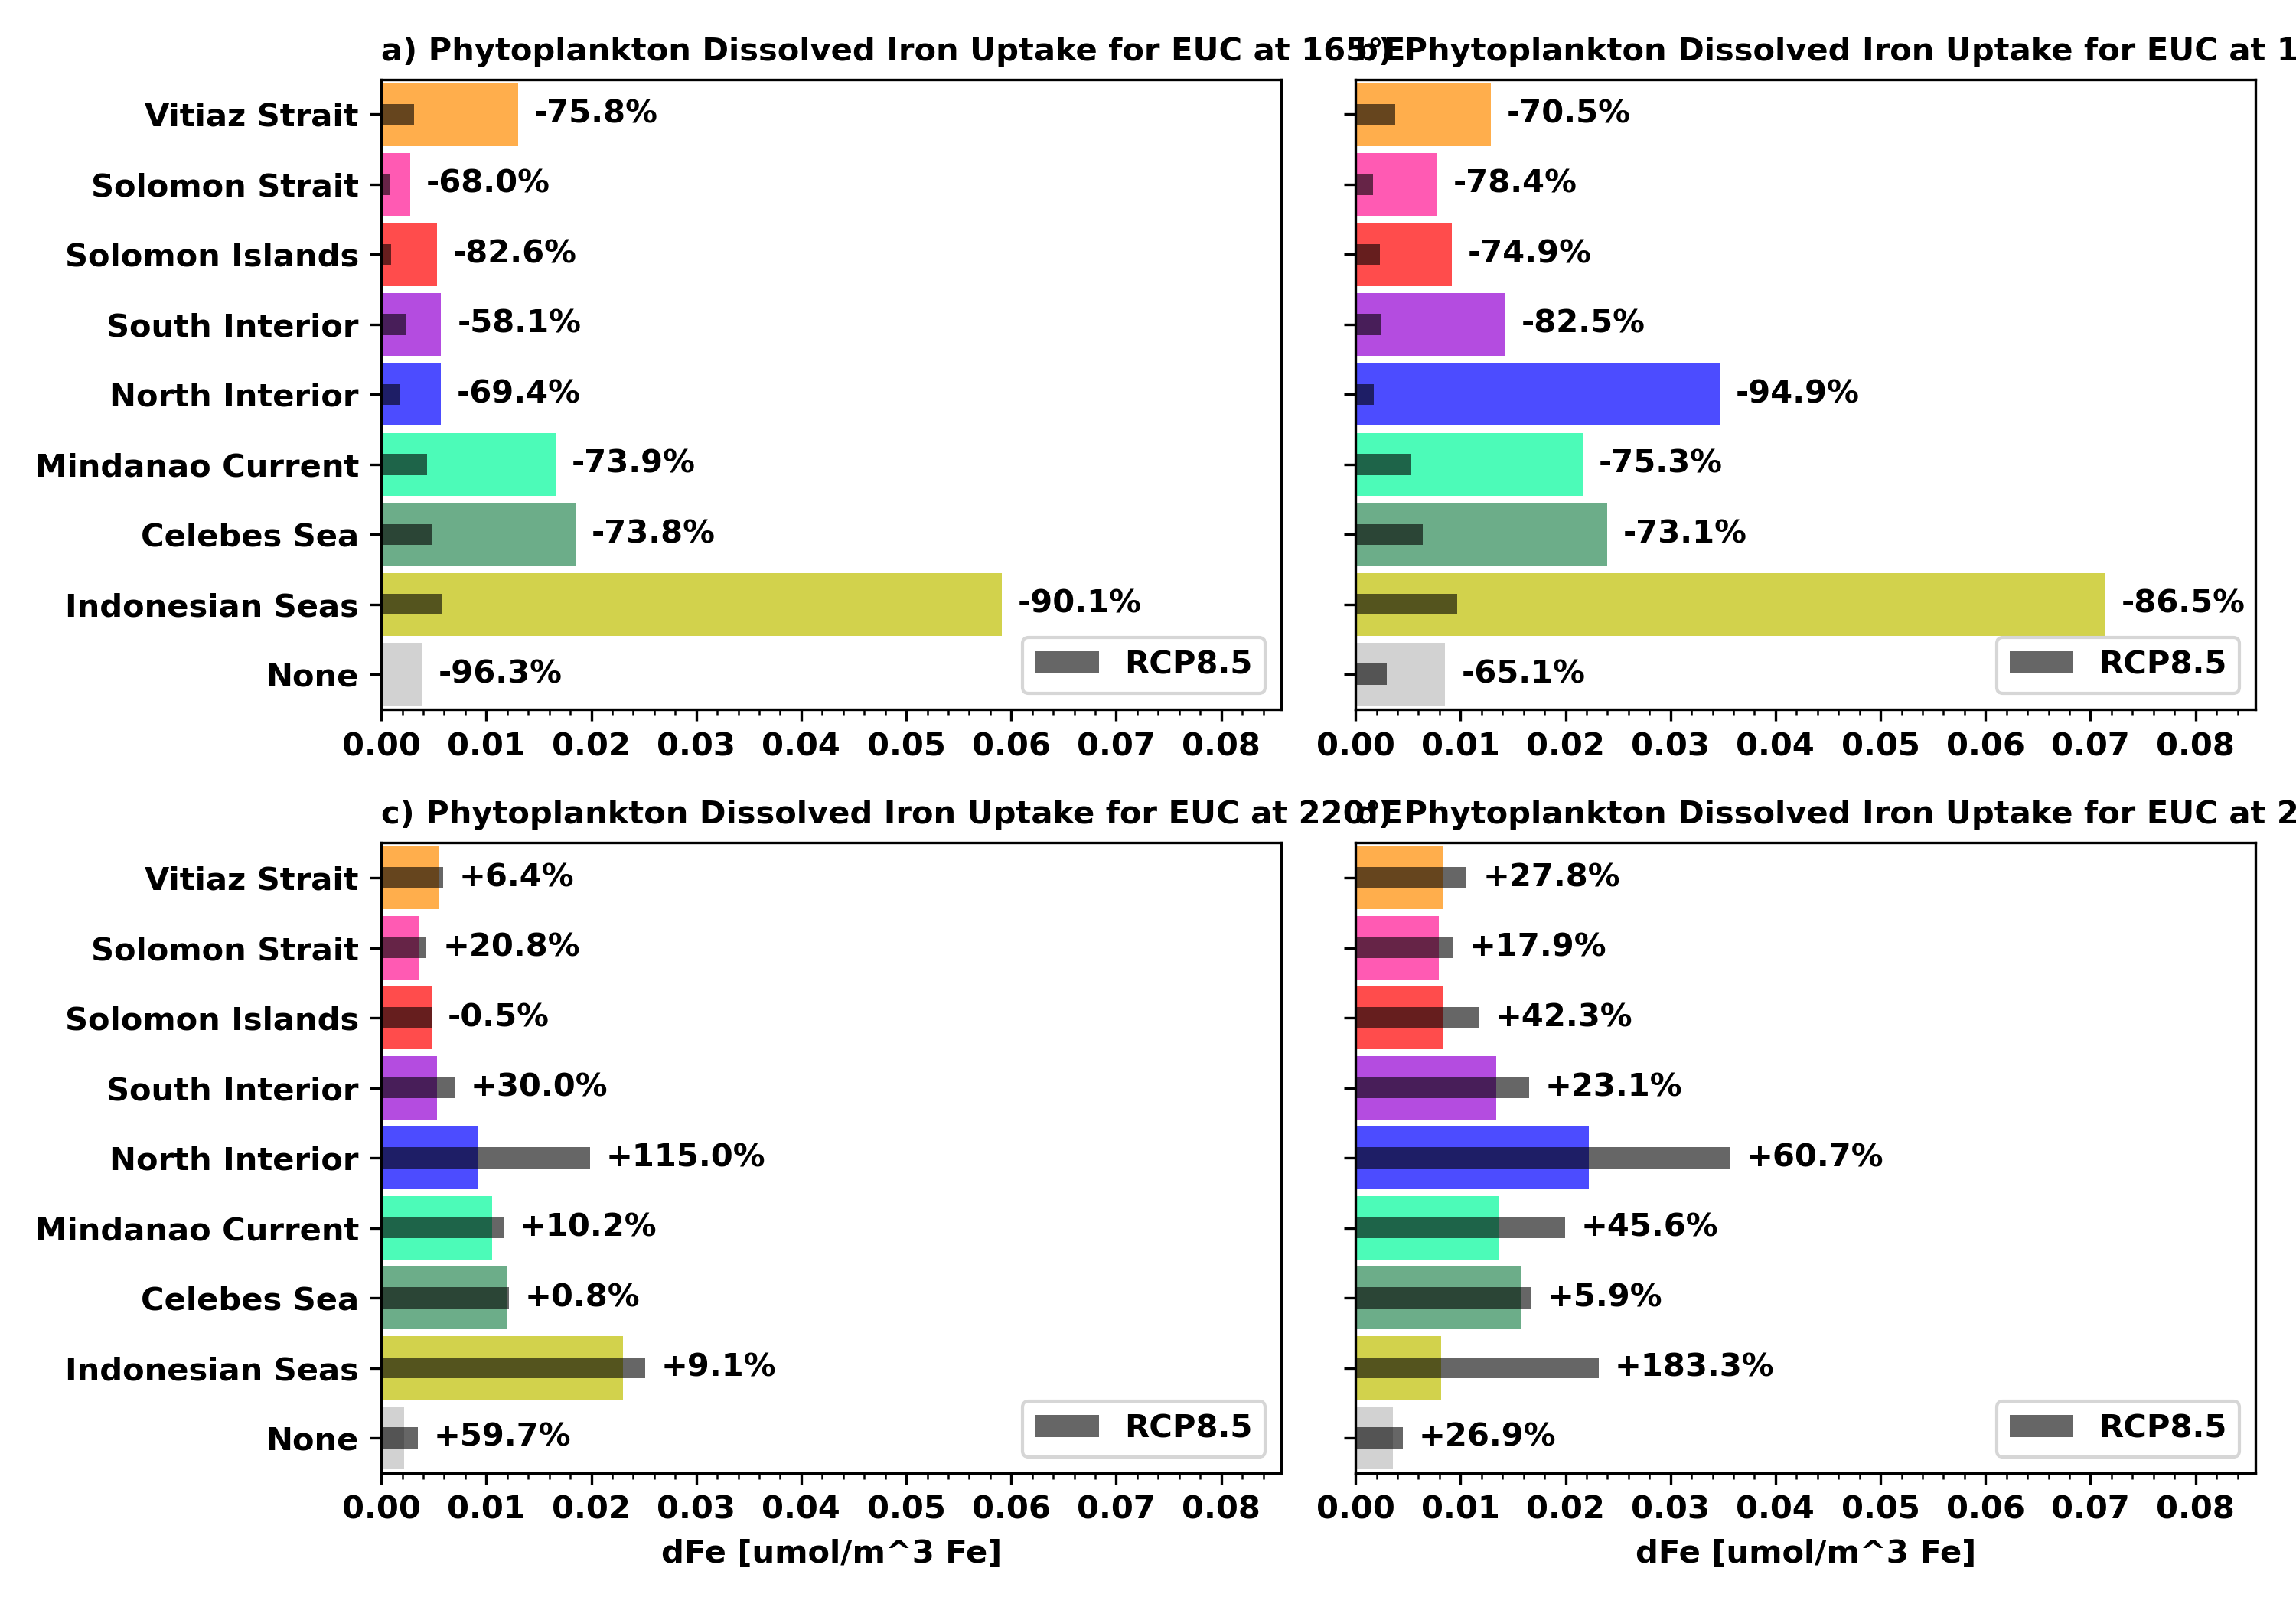 a) Phytoplankton Dissolved Iron Uptake for EUC at 165°E
b) Phytoplankton Dissolved Iron Uptake for EUC at 1
Vitiaz Strait
Solomon Strait
Solomon Islands
South Interior
North Interior
Mindanao Current
Celebes Sea
Indonesian Seas
None
-75.8%
-68.0%
-82.6%
-58.1%
-69.4%
-73.9%
-73.8%
-90.1%
-96.3%
RCP8.5
0.00 0.01 0.02 0.03 0.04 0.05 0.06 0.07 0.08
-70.5%
-78.4%
-74.9%
-82.5%
-94.9%
-75.3%
-73.1%
-86.5%
-65.1%
RCP8.5
0.00 0.01 0.02 0.03 0.04 0.05 0.06 0.07 0.08
c) Phytoplankton Dissolved Iron Uptake for EUC at 220°E
d) Phytoplankton Dissolved Iron Uptake for EUC at 2
Vitiaz Strait
Solomon Strait
Solomon Islands
South Interior
North Interior
Mindanao Current
Celebes Sea
Indonesian Seas
None
+6.4%
+20.8%
-0.5%
+30.0%
+115.0%
+10.2%
+0.8%
+9.1%
+59.7%
RCP8.5
0.00 0.01 0.02 0.03 0.04 0.05 0.06 0.07 0.08
dFe [umol/m^3 Fe]
+27.8%
+17.9%
+42.3%
+23.1%
+60.7%
+45.6%
+5.9%
+183.3%
+26.9%
RCP8.5
0.00 0.01 0.02 0.03 0.04 0.05 0.06 0.07 0.08
dFe [umol/m^3 Fe]